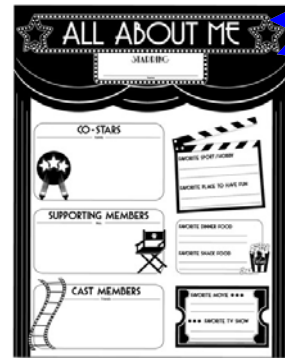 ALL ABOUT ME
STARRING
CO-STARS
FAVORITE SPORT/HOBBY
FAVORITE PLACE TO HAVE FUN
SUPPORTING MEMBERS
FAVORITE DINNER FOOD
FAVORITE SNACK FOOD
CAST MEMBERS
FAVORITE MOVIE
FAVORITE TV SHOW